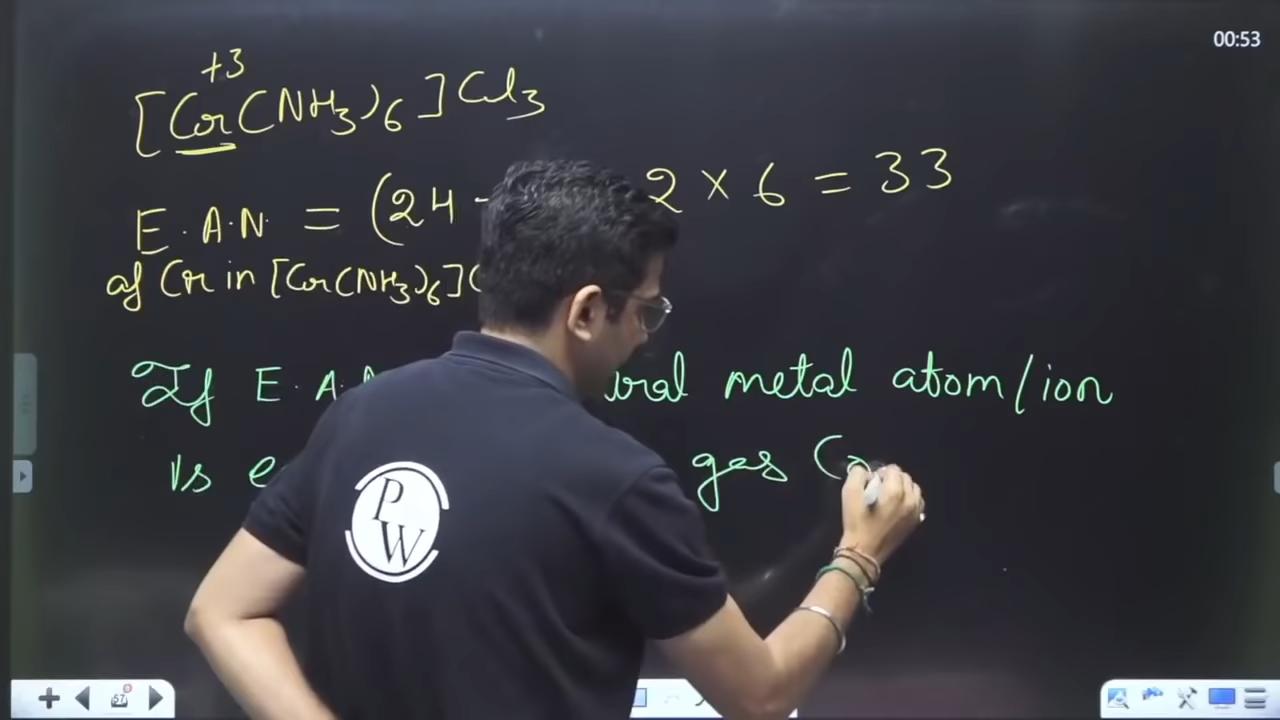 00:53
+3
[Cr(NH3)6]Cl3
E.A.N. = (24 - 2 × 6 = 33
of Cr in [Cr(NH3)6]
If E.A.N metal atom/ion
is gas
PW
57